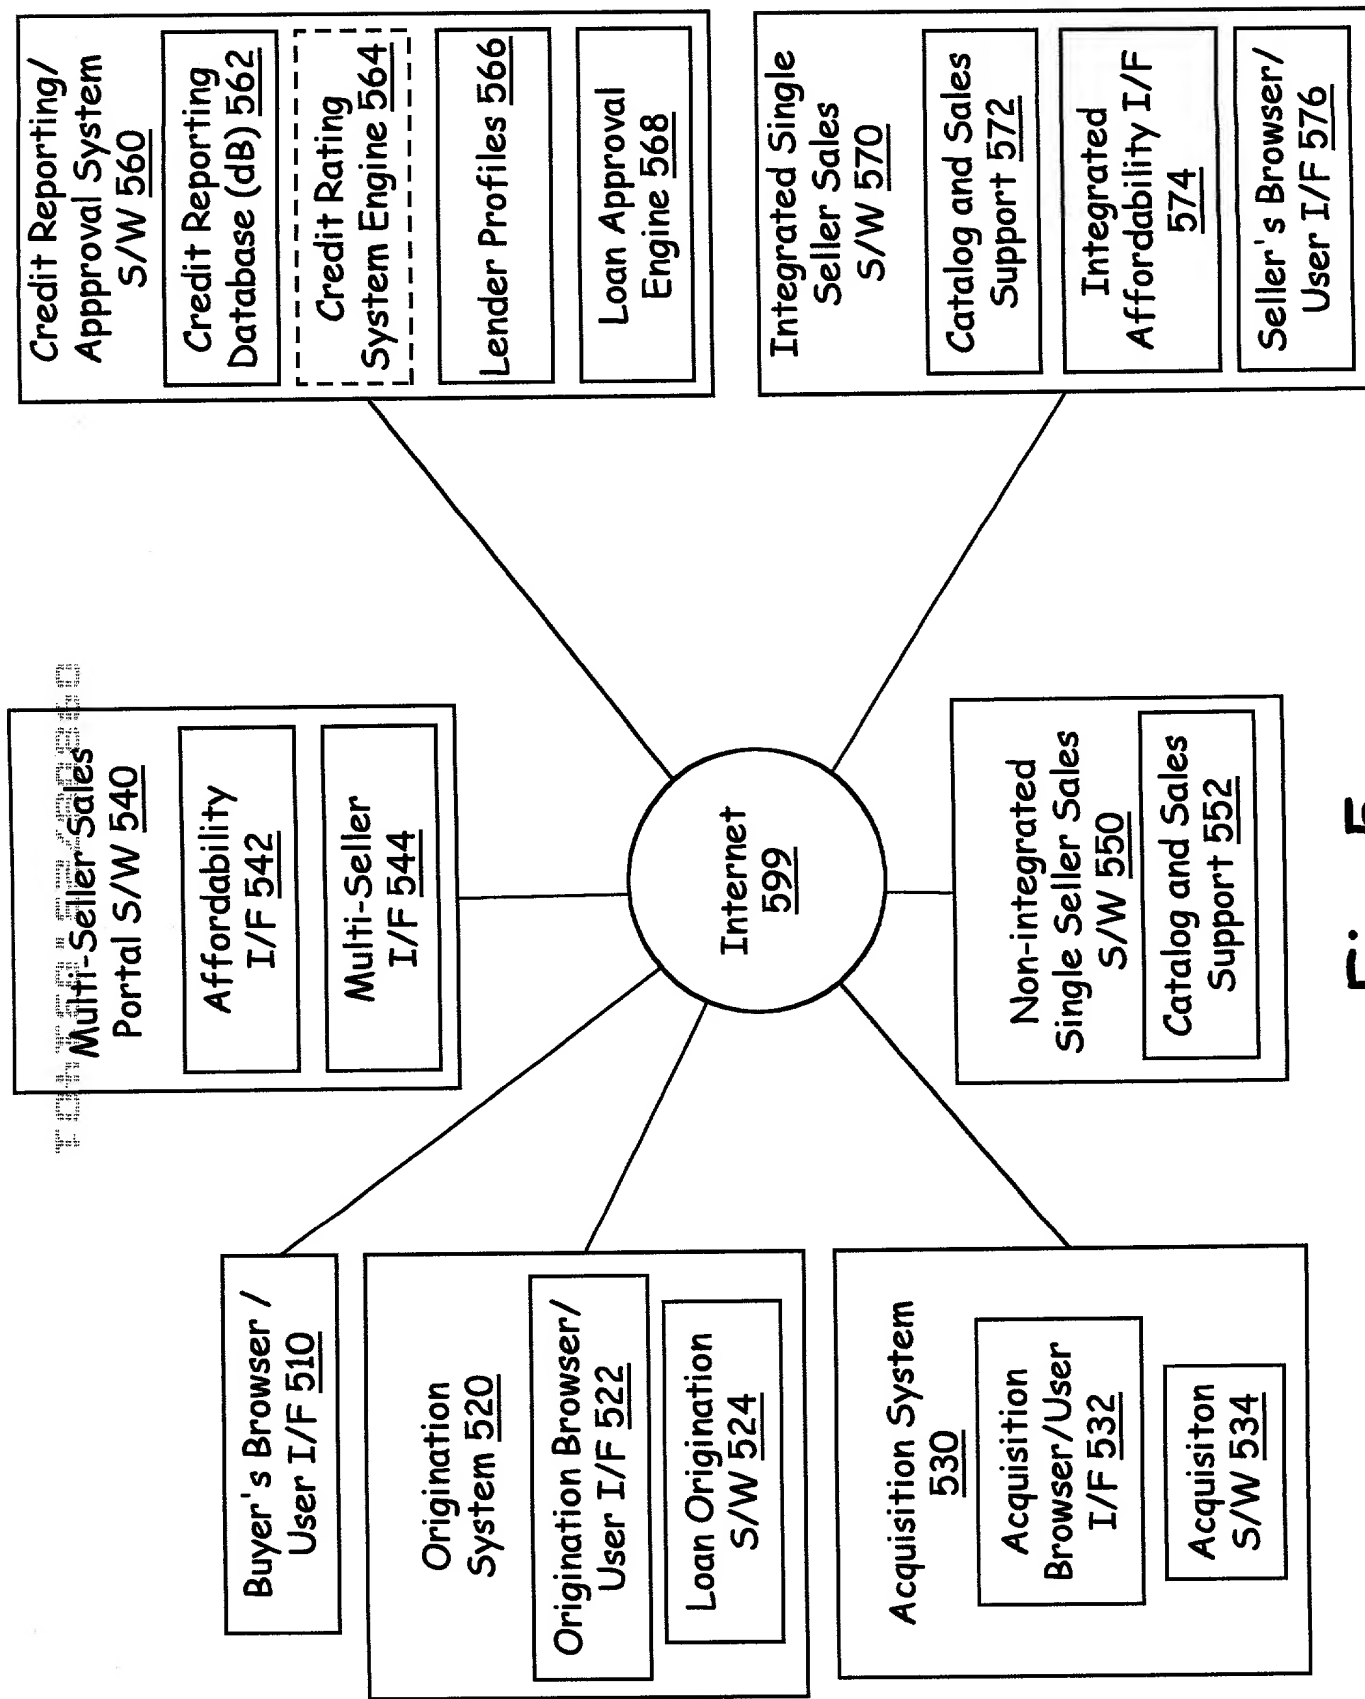 Buyer's Browser /
User I/F 510
Origination
System 520
Origination Browser/
User I/F 522
Loan Origination
S/W 524
Acquisition System
530
Acquisition
Browser/User
I/F 532
Acquisiton
S/W 534
Multi-Seller Sales
Portal S/W 540
Affordability
I/F 542
Multi-Seller
I/F 544
Internet
599
Non-integrated
Single Seller Sales
S/W 550
Catalog and Sales
Support 552
Credit Reporting/
Appproval System
S/W 560
Credit Reporting
Database (dB) 562
Credit Rating
System Engine 564
Lender Profiles 566
Loan Approval
Engine 568
Integrated Single
Seller Sales
S/W 570
Catalog and Sales
Support 572
Integrated
Affordability I/F
574
Seller's Browser/
User I/F 576